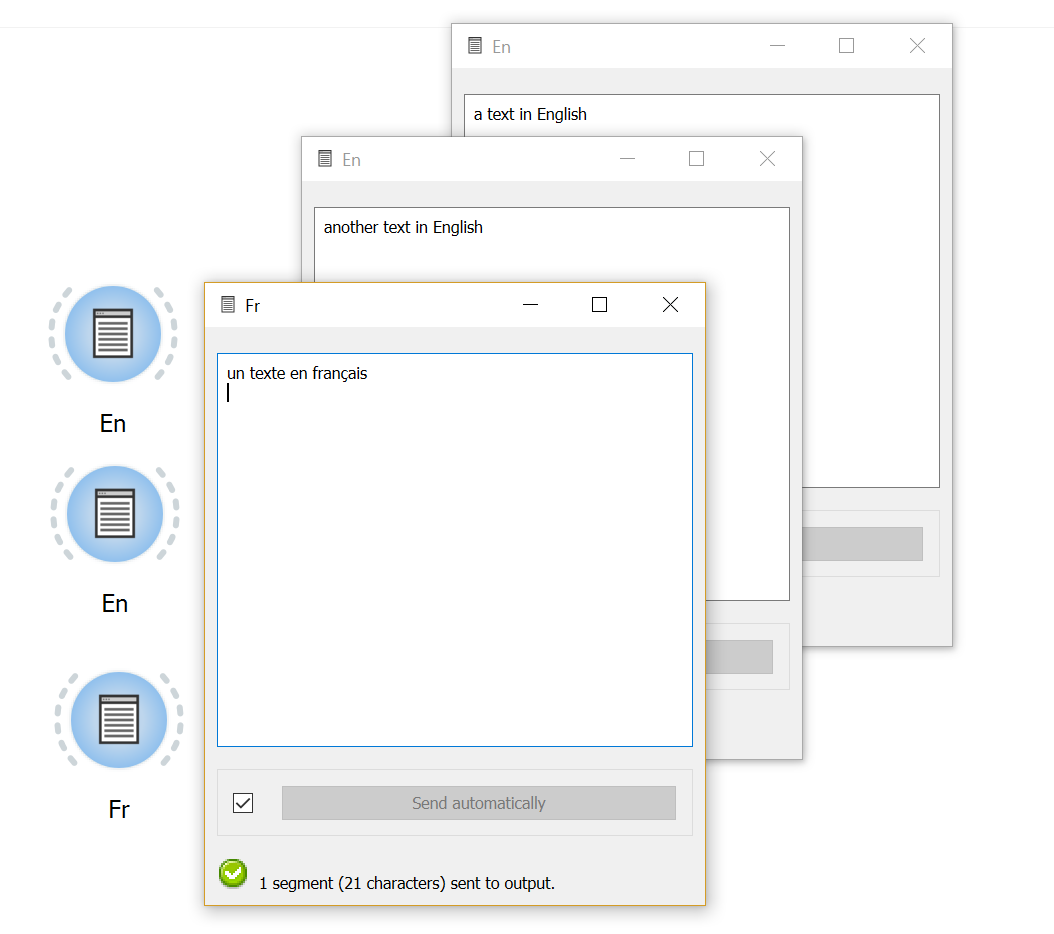 En
a text in English
En
another text in English
Fr
un texte en français
Send automatically
1 segment (21 characters) sent to output.
En
En
Fr